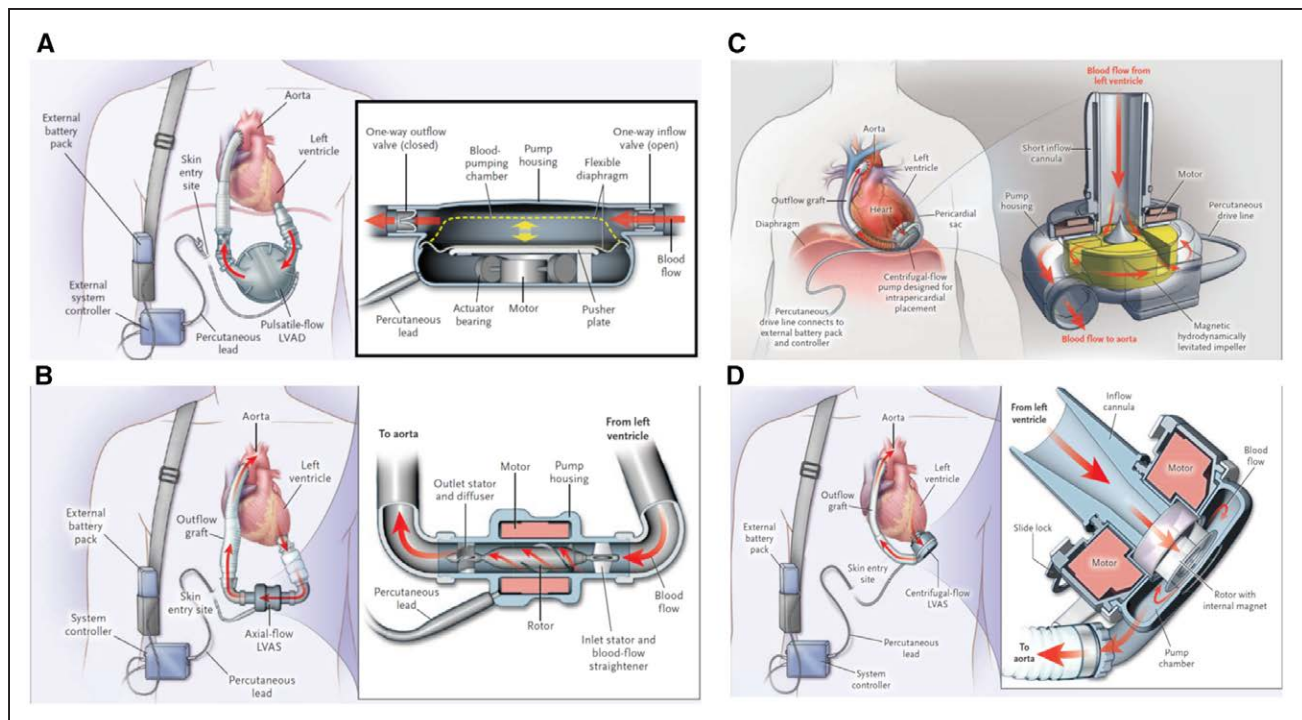 A
Aorta
External
battery
pack
Left
ventricle
Skin
entry
site
External
system
controller
Percutaneous
lead
Pulsatile-flow
LVAD
One-way outflow
valve (closed)
Blood-
pumping
chamber
Pump
housing
Flexible
diaphragm
One-way inflow
valve (open)
Blood
flow
Percutaneous
lead
Actuator
bearing
Motor
Pusher
plate
C
Aorta
Left
ventricle
Outflow graft
Heart
Pericardial
sac
Diaphragm
Centrifugal-flow
pump designed for
intrapericardial
placement
Percutaneous
drive line connects to
external battery pack
and controller
Blood flow from
left ventricle
Short inflow
cannula
Motor
Pump
housing
Percutaneous
drive line
Blood flow to aorta
Magnetic
hydrodynamically
levitated impeller
B
Aorta
Left
ventricle
Outflow
graft
External
battery
pack
Skin
entry site
System
controller
Axial-flow
LVAS
Percutaneous lead
To aorta
From left
ventricle
Motor
Pump
housing
Outlet stator
and diffuser
Percutaneous
lead
Rotor
Blood
flow
Inlet stator and
blood-flow
straightener
D
Aorta
Left
ventricle
Outflow
graft
External
battery
pack
Skin entry
site
Centrifugal-flow
LVAS
Percutaneous
lead
System
controller
From left
ventricle
Inflow
cannula
Motor
Blood
flow
Slide lock
Motor
Rotor with
internal magnet
To
aorta
Pump
chamber